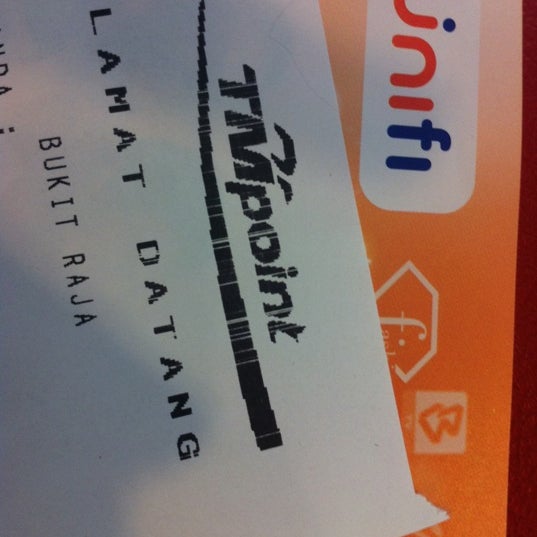 unifi
TMpoint
LAMAT DATANG
BUKIT RAJA